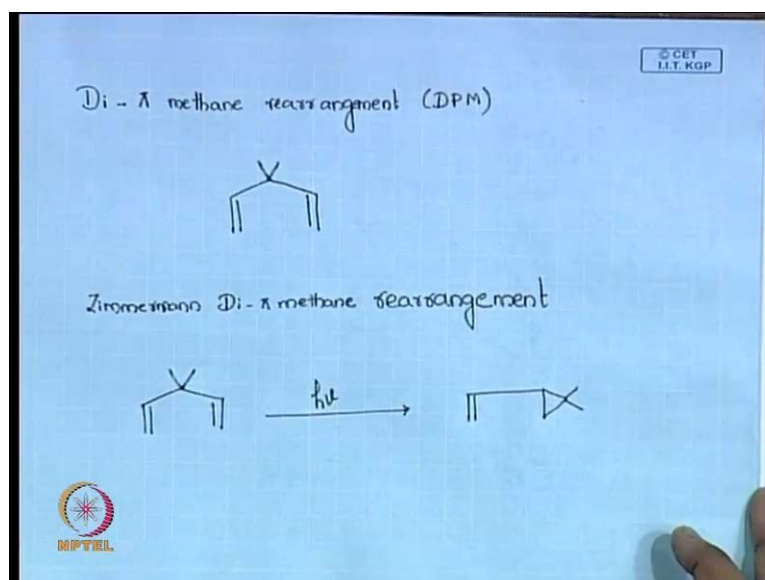 © CET
I.I.T. KGP
Di - π methane rearrangement (DPM)
Zimmermann Di - π methane rearrangement
hν
NPTEL